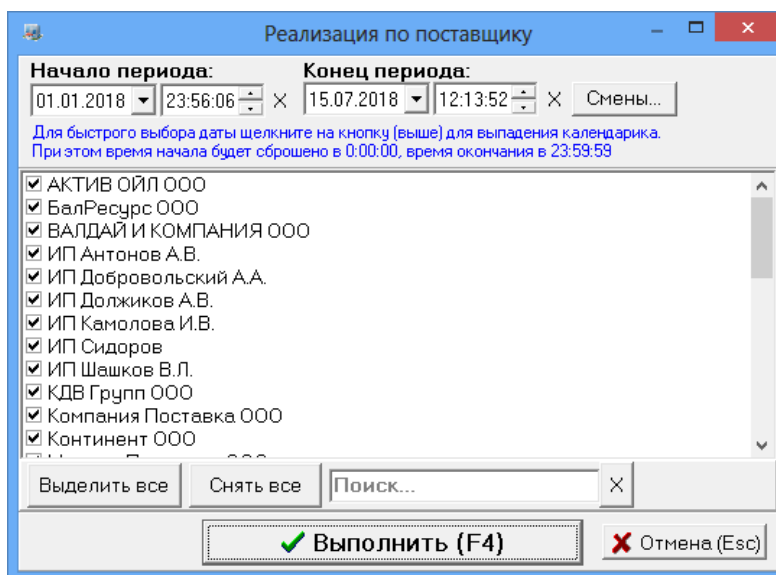 Реализация по поставщику
Начало периода: Конец периода:
01.01.2018 23:56:06 X 15.07.2018 12:13:52 X Смены...
Для быстрого выбора даты щелкните на кнопку (выше) для выпадения календарика.
При этом время начала будет сброшено в 0:00:00, время окончания в 23:59:59
АКТИВ ОЙЛ ООО
БалРесурс ООО
ВАЛДАЙ И КОМПАНИЯ ООО
ИП Антонов А.В.
ИП Добровольский А.А.
ИП Должиков А.В.
ИП Камолова И.В.
ИП Сидоров
ИП Шашков В.Л.
КДВ Групп ООО
Компания Поставка ООО
Континент ООО
Выделить все Снять все Поиск... X
Выполнить (F4) Отмена (Esc)